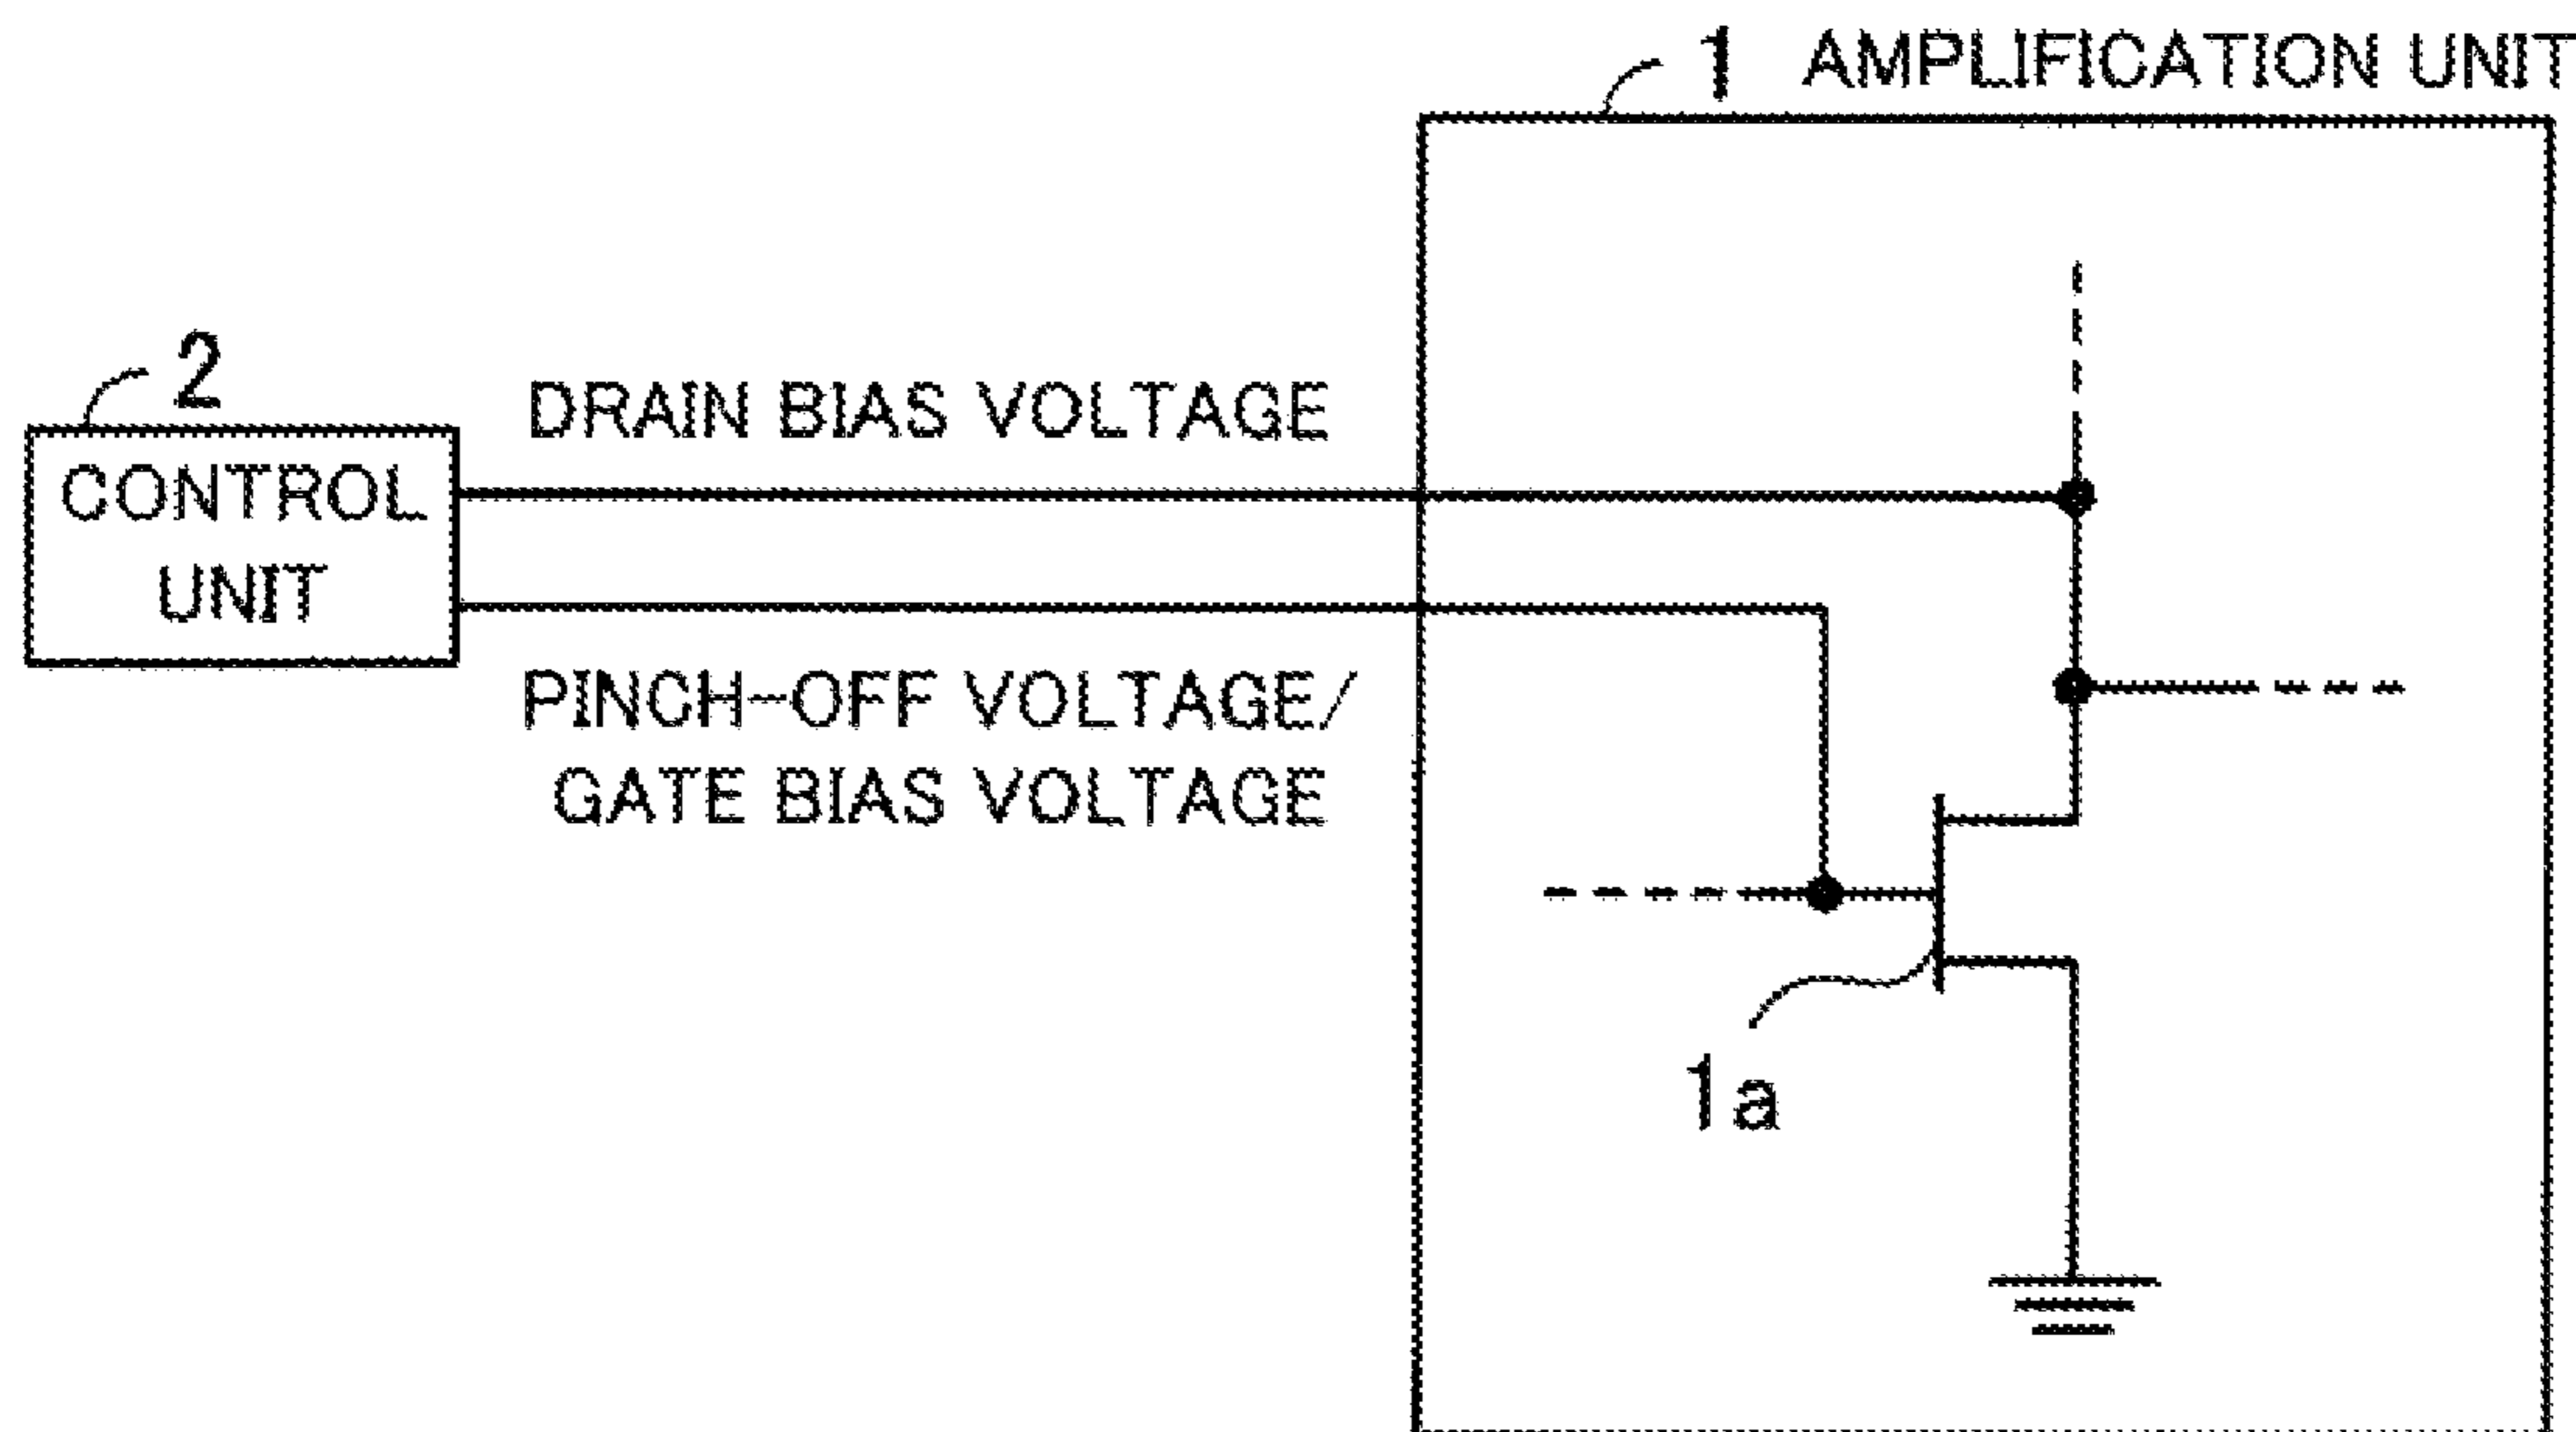 1 AMPLIFICATION UNIT
2
DRAIN BIAS VOLTAGE
CONTROL
UNIT
PINCH-OFF VOLTAGE/
GATE BIAS VOLTAGE
1a